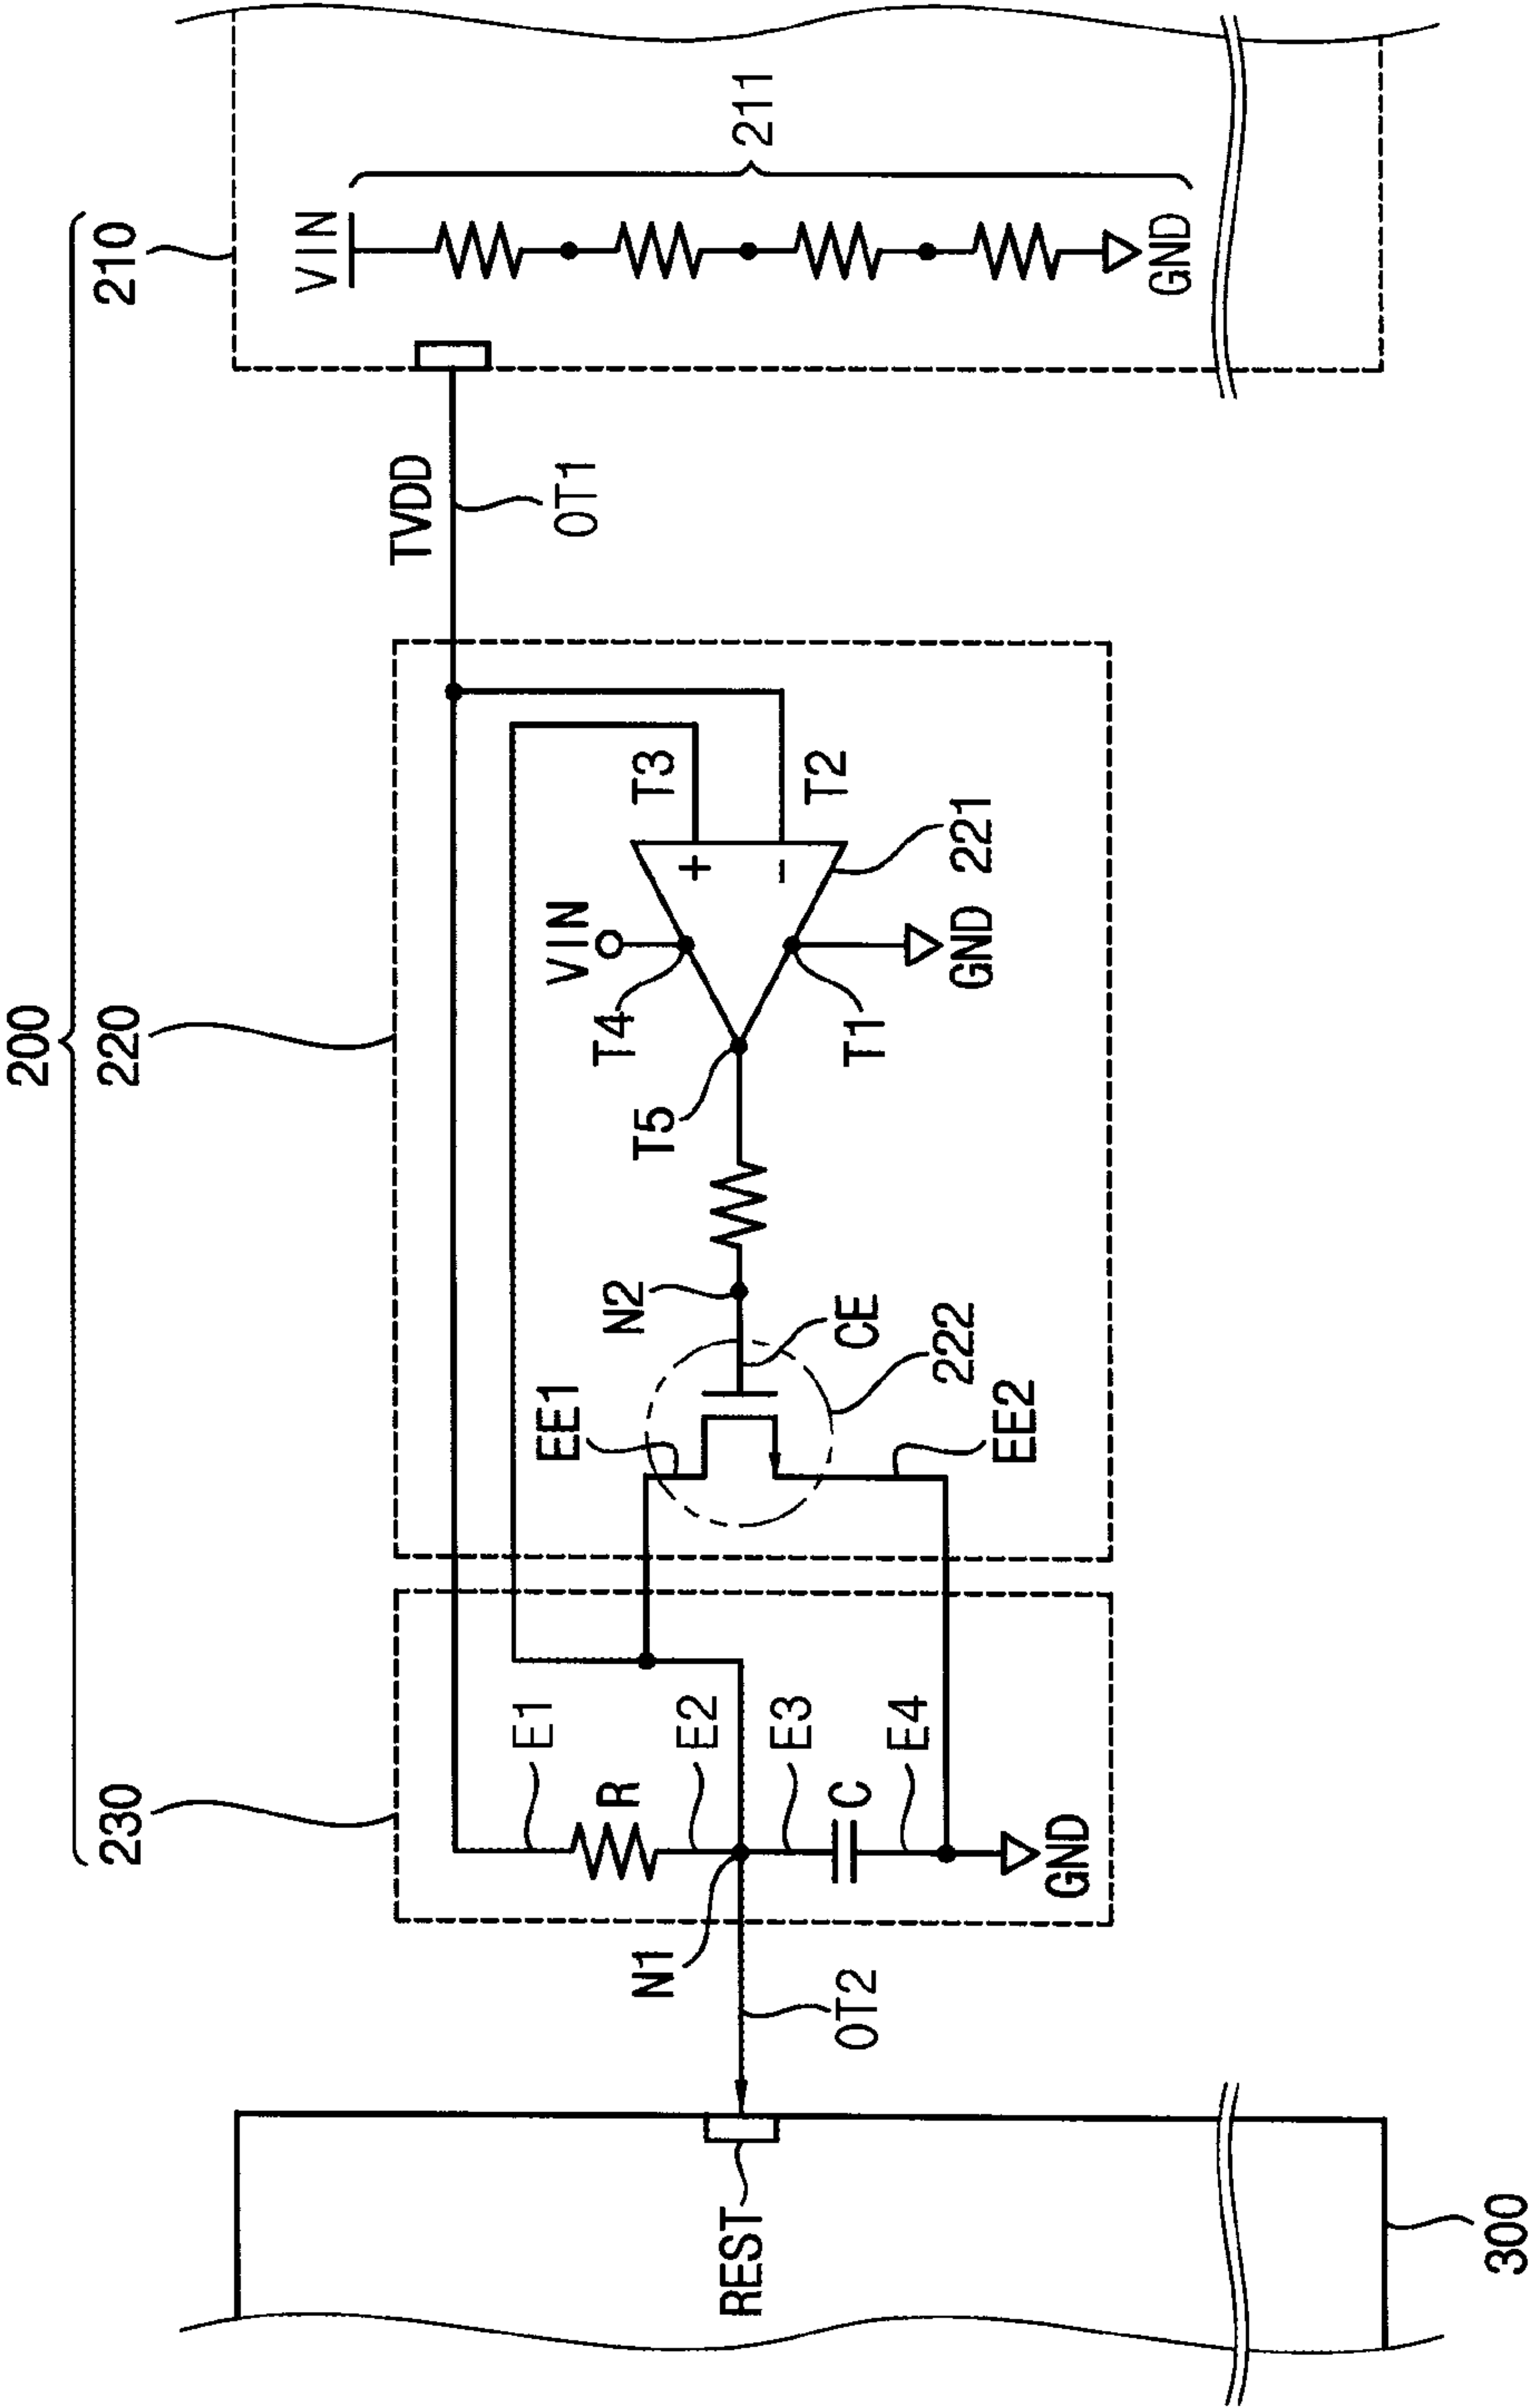 200
230
220
210
TVDD
OT1
VIN
211
GND
E1
R
E2
E3
C
E4
GND
N1
OT2
REST
300
EE1
EE2
222
CE
N2
T5
T4
VIN
T3
T2
T1
GND
221
+
-